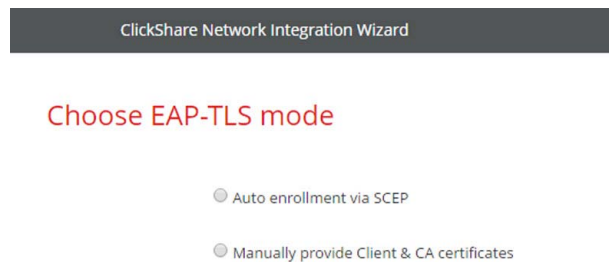 ClickShare Network Integration Wizard
Choose EAP-TLS mode
Auto enrollment via SCEP
Manually provide Client & CA certificates